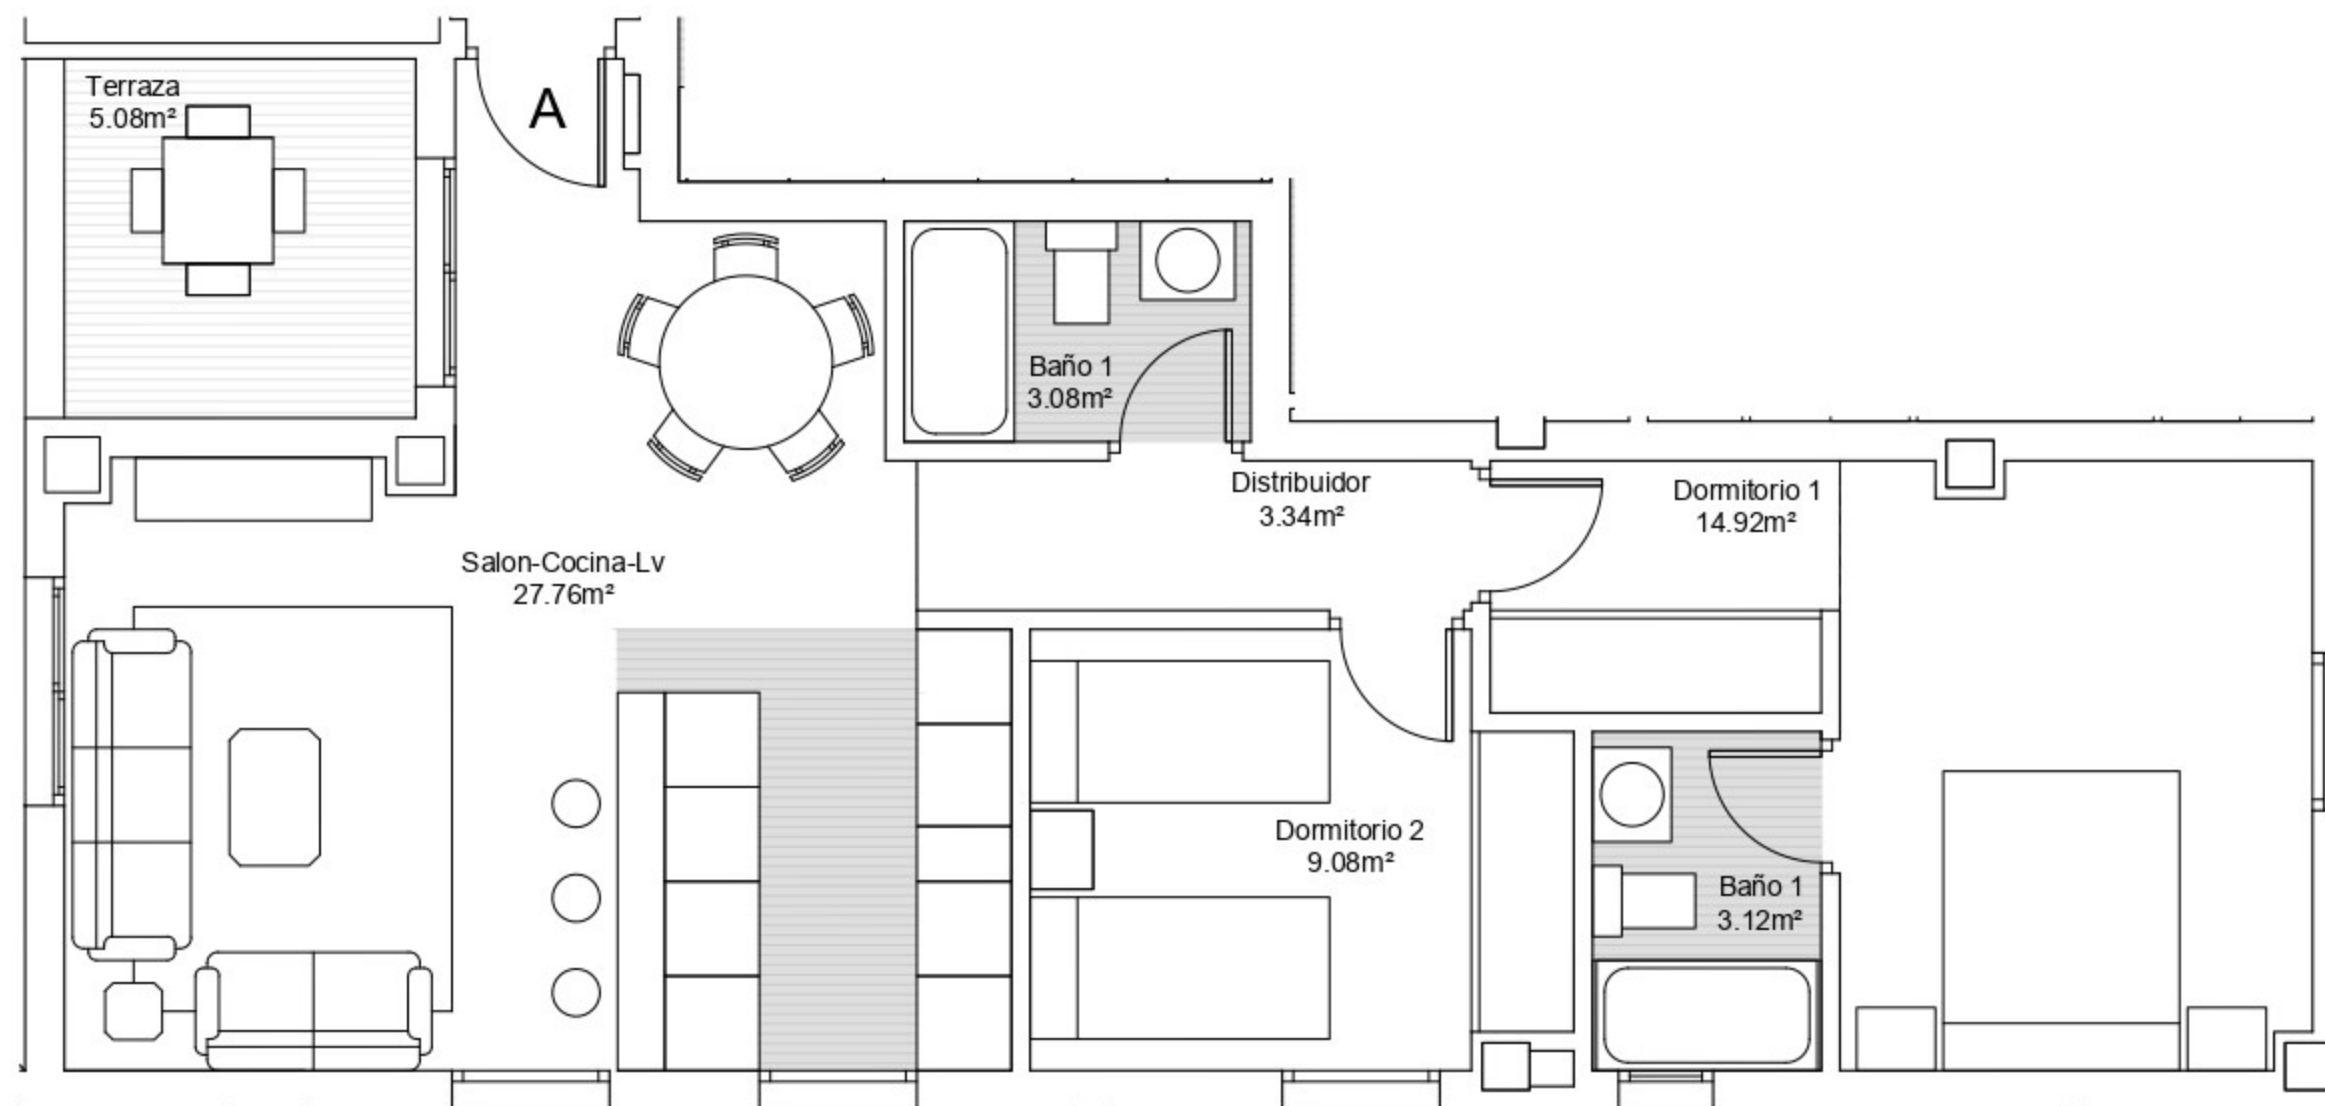 Terraza
5.08m²
A
Baño 1
3.08m²
Distribuidor
3.34m²
Dormitorio 1
14.92m²
Salon-Cocina-Lv
27.76m²
Dormitorio 2
9.08m²
Baño 1
3.12m²